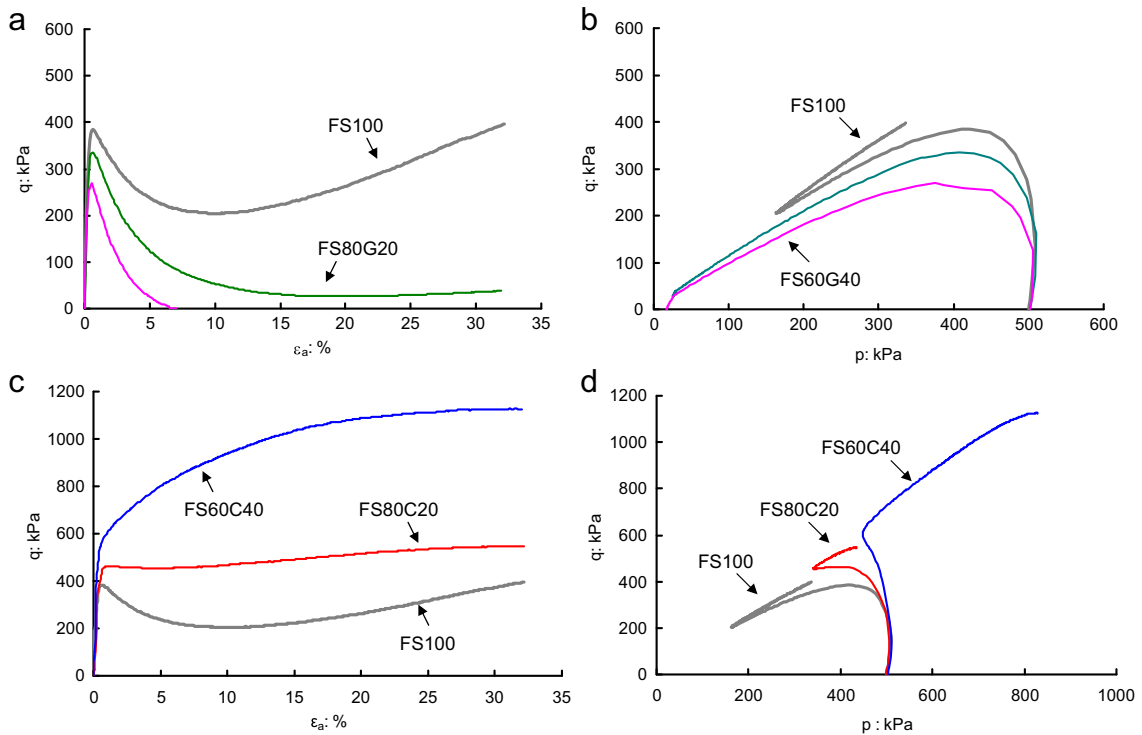 a
q: kPa
600
500
400
300
200
100
0
0 5 10 15 20 25 30 35
εa: %
FS100
FS80G20
b
q: kPa
600
500
400
300
200
100
0
0 100 200 300 400 500 600
p: kPa
FS100
FS60G40
c
q: kPa
1200
1000
800
600
400
200
0
0 5 10 15 20 25 30 35
εa: %
FS60C40
FS80C20
FS100
d
q: kPa
1200
1000
800
600
400
200
0
0 200 400 600 800 1000
p : kPa
FS60C40
FS80C20
FS100